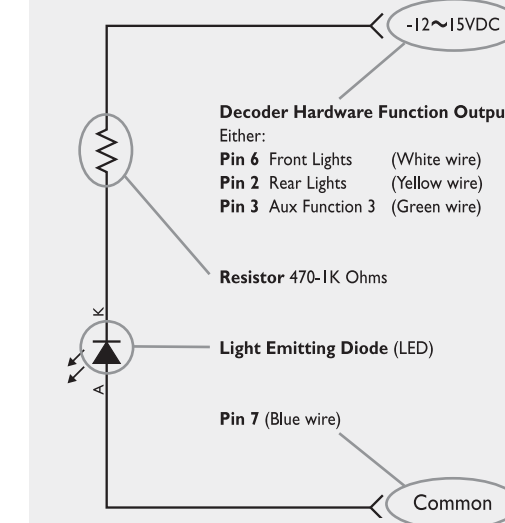 -12~15VDC
Decoder Hardware Function Outpu
Either:
Pin 6 Front Lights (White wire)
Pin 2 Rear Lights (Yellow wire)
Pin 3 Aux Function 3 (Green wire)
Resistor 470-1K Ohms
K
Light Emitting Diode (LED)
A
Pin 7 (Blue wire)
Common